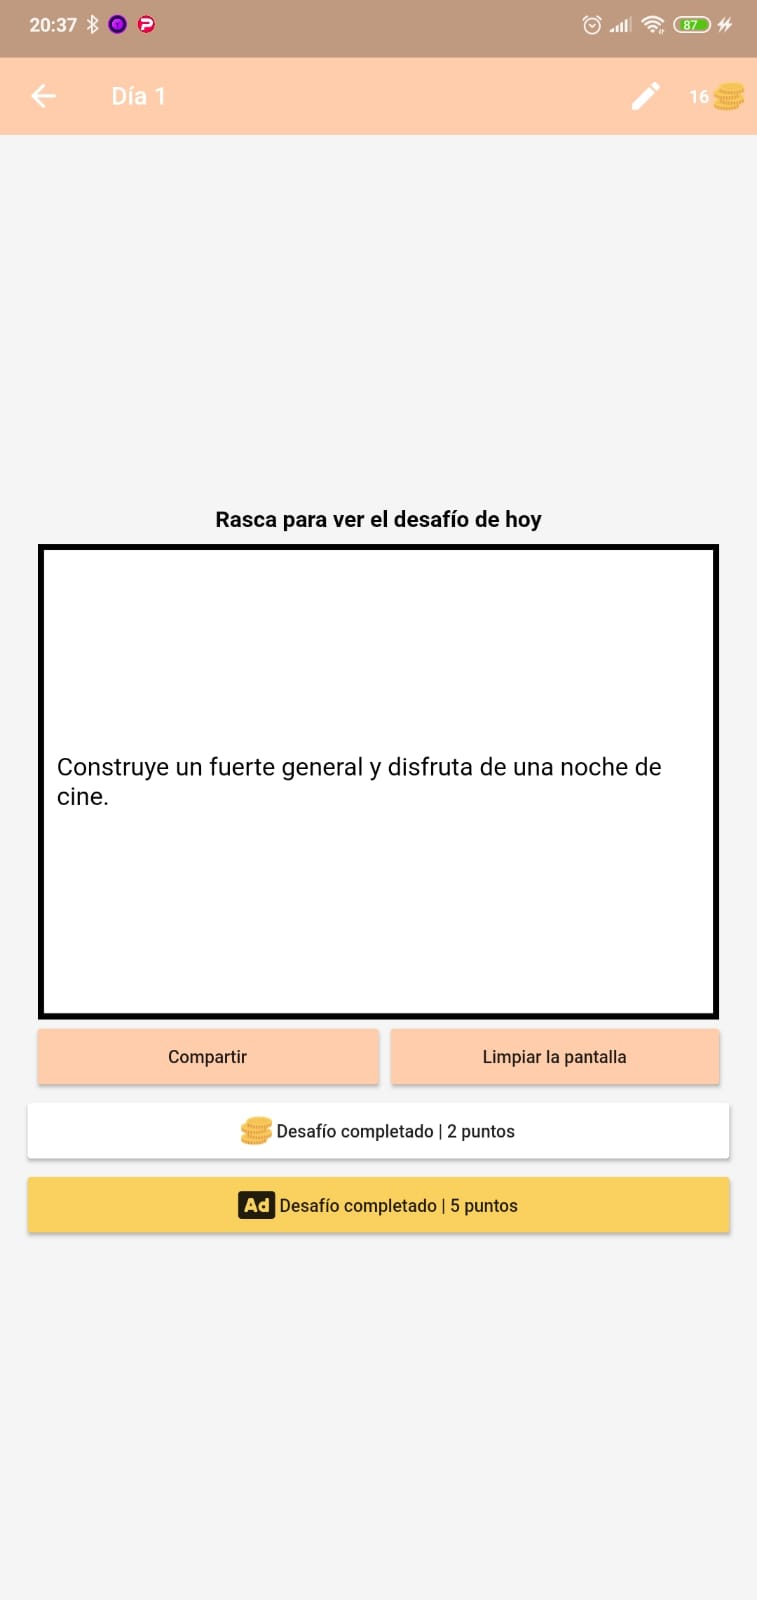 20:37
87
Día 1
16
Rasca para ver el desafío de hoy
Construye un fuerte general y disfruta de una noche de
cine.
Compartir
Limpiar la pantalla
Desafío completado | 2 puntos
Ad Desafío completado | 5 puntos